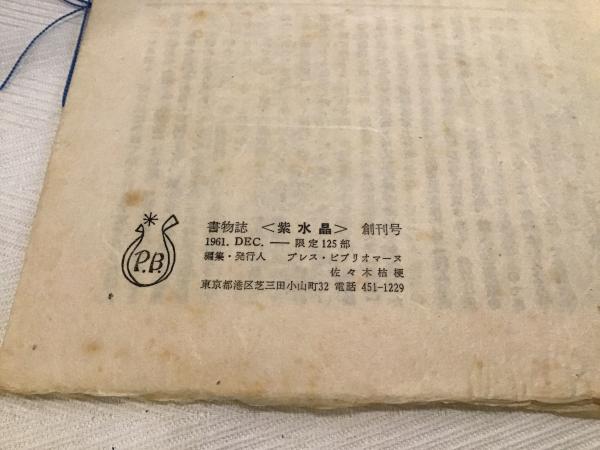 書物誌 <紫水晶> 創刊号
1961. DEC. — 限定125部
編集・発行人 プレス・ビブリオマーヌ
佐々木桔梗
東京都港区芝三田小山町32 電話 451-1229
P.B.